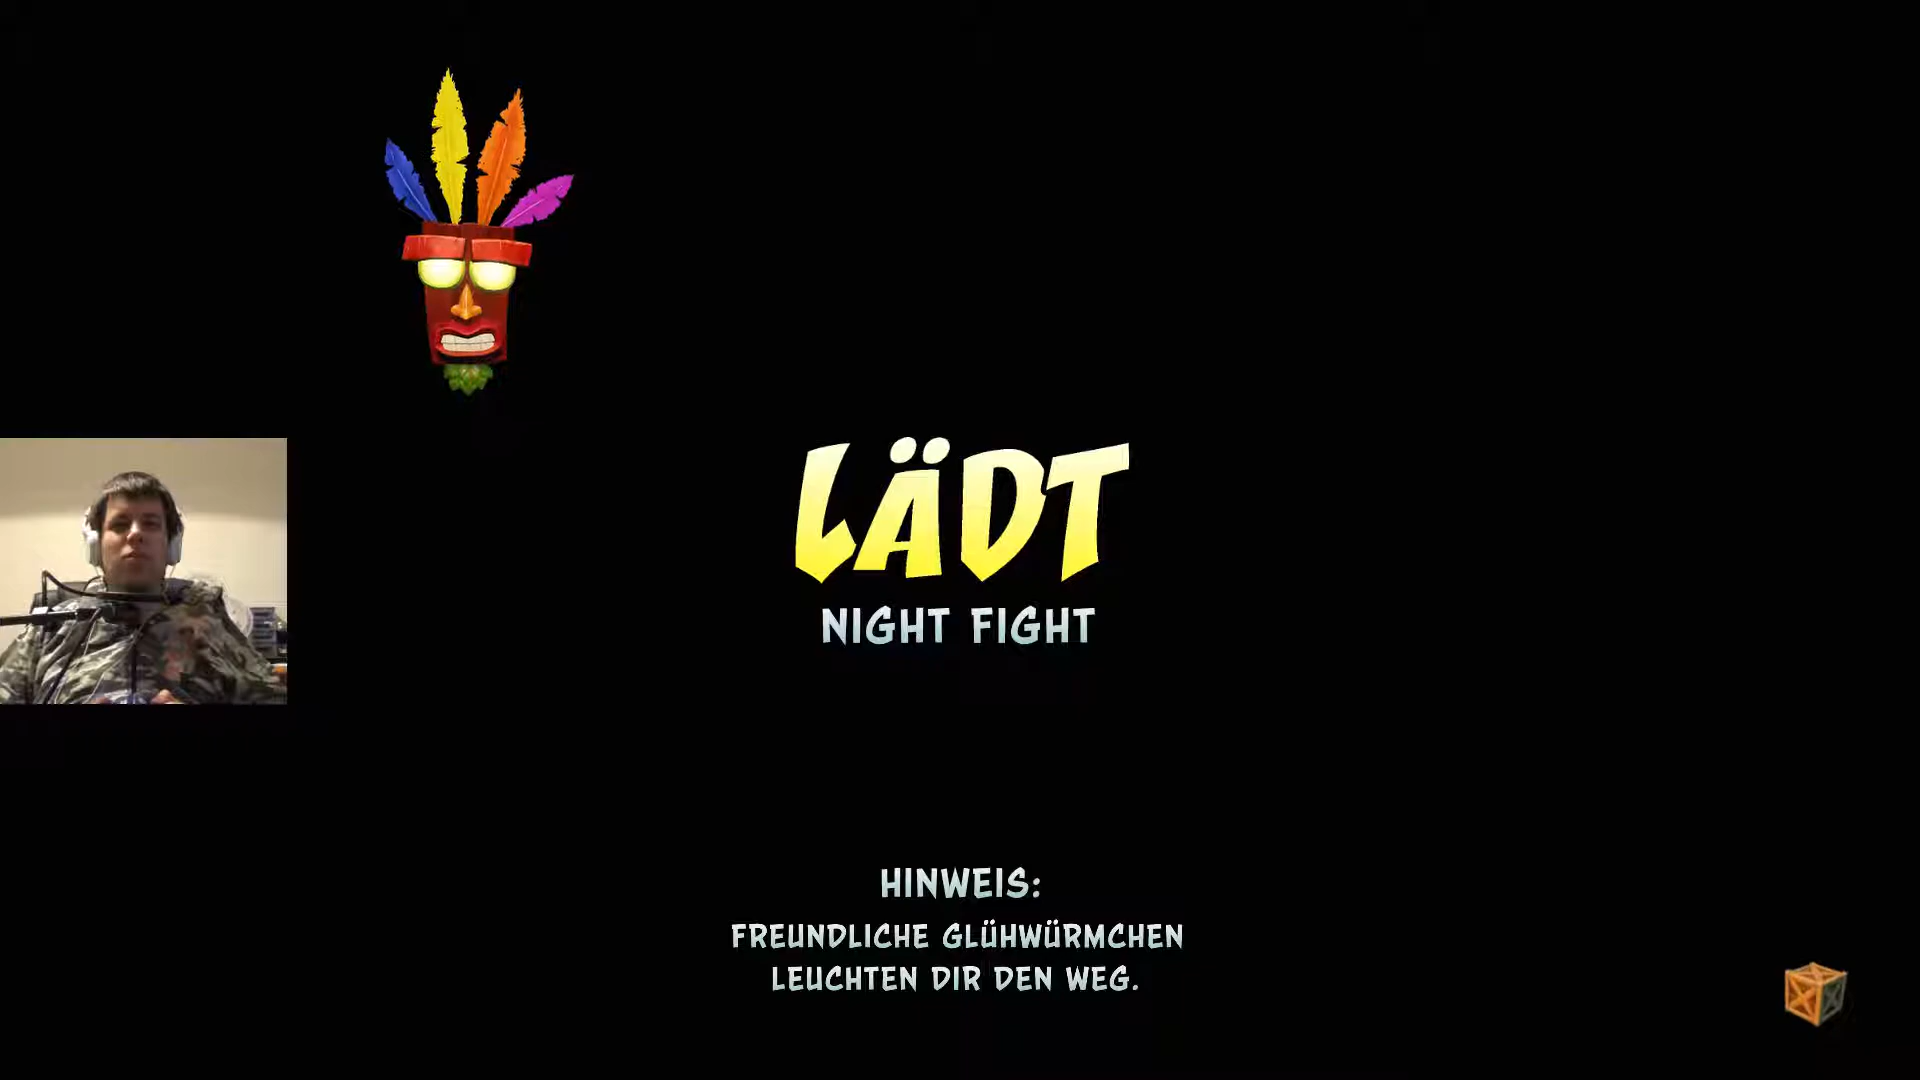 LÄDT
NIGHT FIGHT
HINWEIS:
FREUNDLICHE GLÜHWÜRMCHEN
LEUCHTEN DIR DEN WEG.